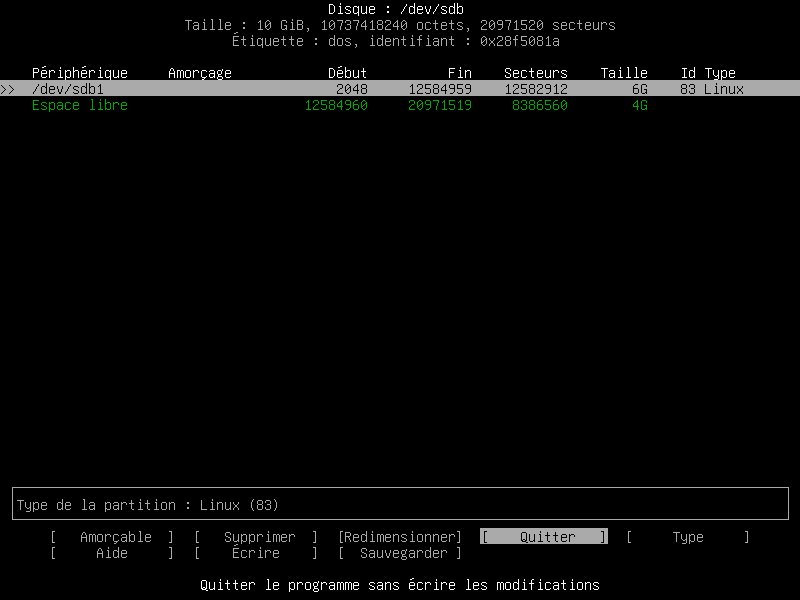 Disque : /dev/sdb
Taille : 10 GiB, 10737418240 octets, 20971520 secteurs
Étiquette : dos, identifiant : 0x28f5081a
Périphérique Amorçage Début Fin Secteurs Taille Id Type
>> /dev/sdb1 2048 12584959 12582912 6G 83 Linux
Espace libre 12584960 20971519 8386560 4G
Type de la partition : Linux (83)
[ Amorçable ] [ Supprimer ] [Redimensionner] [ Quitter ] [ Type ]
[ Aide ] [ Écrire ] [ Sauvegarder ]
Quitter le programme sans écrire les modifications